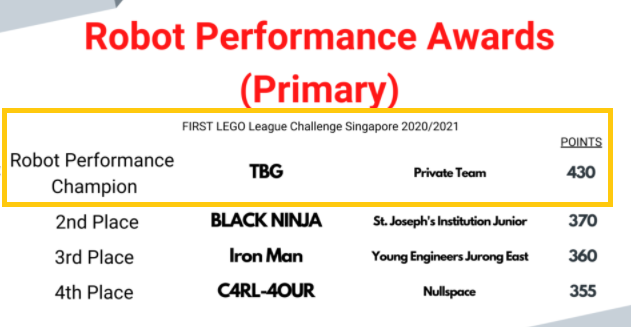 Robot Performance Awards
(Primary)
FIRST LEGO League Challenge Singapore 2020/2021
POINTS
Robot Performance
Champion
TBG
Private Team
430
2nd Place BLACK NINJA St. Joseph's Institution Junior 370
3rd Place Iron Man Young Engineers Jurong East 360
4th Place C4RL-4OUR Nullspace 355